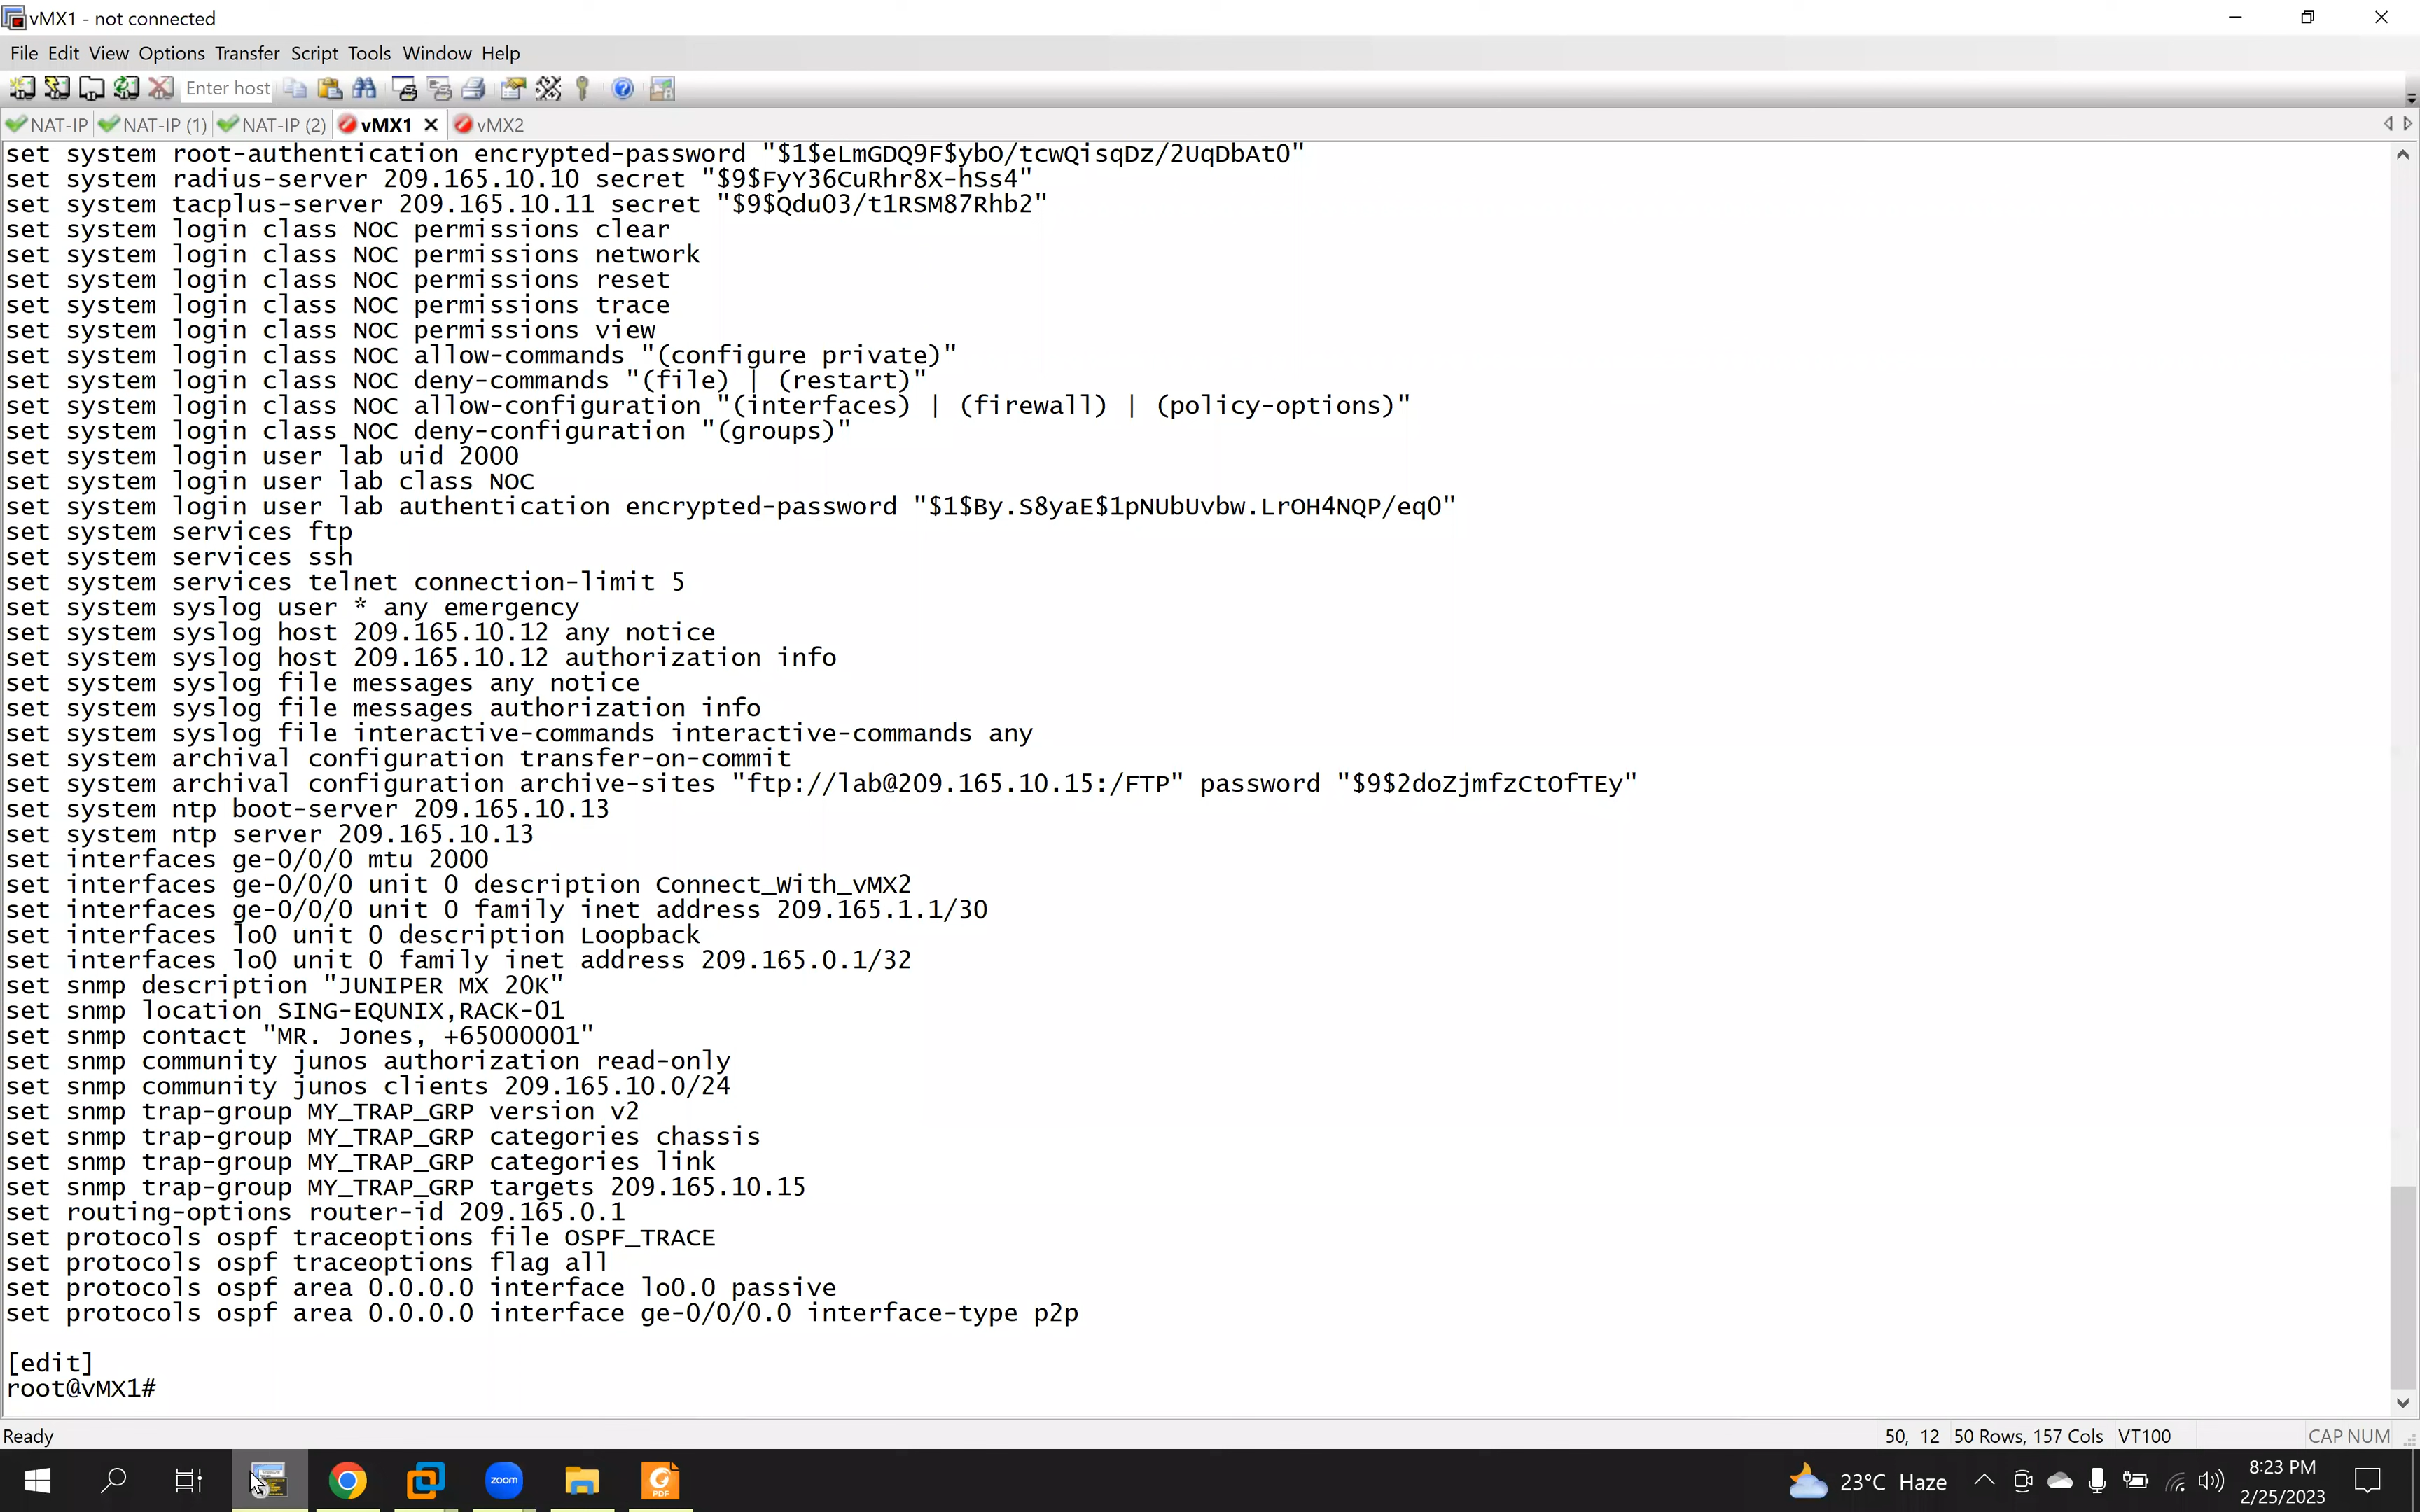 vMX1 - not connected
File Edit View Options Transfer Script Tools Window Help
Enter host
NAT-IP NAT-IP (1) NAT-IP (2) vMX1 vMX2
set system root-authentication encrypted-password "$1$eLmGDQ9F$ybO/tcwQisqDz/2UqDbAt0"
set system radius-server 209.165.10.10 secret "$9$FyY36CuRhr8X-hSs4"
set system tacplus-server 209.165.10.11 secret "$9$Qdu03/t1RSM87Rhb2"
set system login class NOC permissions clear
set system login class NOC permissions network
set system login class NOC permissions reset
set system login class NOC permissions trace
set system login class NOC permissions view
set system login class NOC allow-commands "(configure private)"
set system login class NOC deny-commands "(file) | (restart)"
set system login class NOC allow-configuration "(interfaces) | (firewall) | (policy-options)"
set system login class NOC deny-configuration "(groups)"
set system login user lab uid 2000
set system login user lab class NOC
set system login user lab authentication encrypted-password "$1$By.S8yaE$1pNUbUvbw.LrOH4NQP/eq0"
set system services ftp
set system services ssh
set system services telnet connection-limit 5
set system syslog user * any emergency
set system syslog host 209.165.10.12 any notice
set system syslog host 209.165.10.12 authorization info
set system syslog file messages any notice
set system syslog file messages authorization info
set system syslog file interactive-commands interactive-commands any
set system archival configuration transfer-on-commit
set system archival configuration archive-sites "ftp://lab@209.165.10.15:/FTP" password "$9$2doZjmfzCtOfTEy"
set system ntp boot-server 209.165.10.13
set system ntp server 209.165.10.13
set interfaces ge-0/0/0 mtu 2000
set interfaces ge-0/0/0 unit 0 description Connect_With_vMX2
set interfaces ge-0/0/0 unit 0 family inet address 209.165.1.1/30
set interfaces lo0 unit 0 description Loopback
set interfaces lo0 unit 0 family inet address 209.165.0.1/32
set snmp description "JUNIPER MX 20K"
set snmp location SING-EQUNIX,RACK-01
set snmp contact "MR. Jones, +65000001"
set snmp community junos authorization read-only
set snmp community junos clients 209.165.10.0/24
set snmp trap-group MY_TRAP_GRP version v2
set snmp trap-group MY_TRAP_GRP categories chassis
set snmp trap-group MY_TRAP_GRP categories link
set snmp trap-group MY_TRAP_GRP targets 209.165.10.15
set routing-options router-id 209.165.0.1
set protocols ospf traceoptions file OSPF_TRACE
set protocols ospf traceoptions flag all
set protocols ospf area 0.0.0.0 interface lo0.0 passive
set protocols ospf area 0.0.0.0 interface ge-0/0/0.0 interface-type p2p
[edit]
root@vMX1#
Ready 50, 12 50 Rows, 157 Cols VT100 CAP NUM
zoom PDF 23°C Haze 8:23 PM
2/25/2023